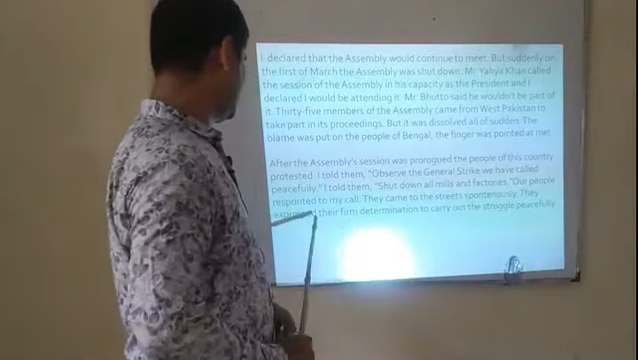 I declared that the Assembly would continue to meet. But suddenly on
the first of March the Assembly was shut down. Mr. Yahya Khan called
the session of the Assembly in his capacity as the President and I
declared I would be attending it. Mr. Bhutto said he wouldn't be part of
it. Thirty-five members of the Assembly came from West Pakistan to
take part in its proceedings. But it was dissolved all of sudden. The
blame was put on the people of Bengal, the finger was pointed at me!
After the Assembly's session was prorogued the people of this country
protested. I told them, "Observe the General Strike we have called
peacefully." I told them, "Shut down all mills and factories." Our people
responded to my call. They came to the streets spontenously. They
expressed their firm determination to carry out the struggle peacefully